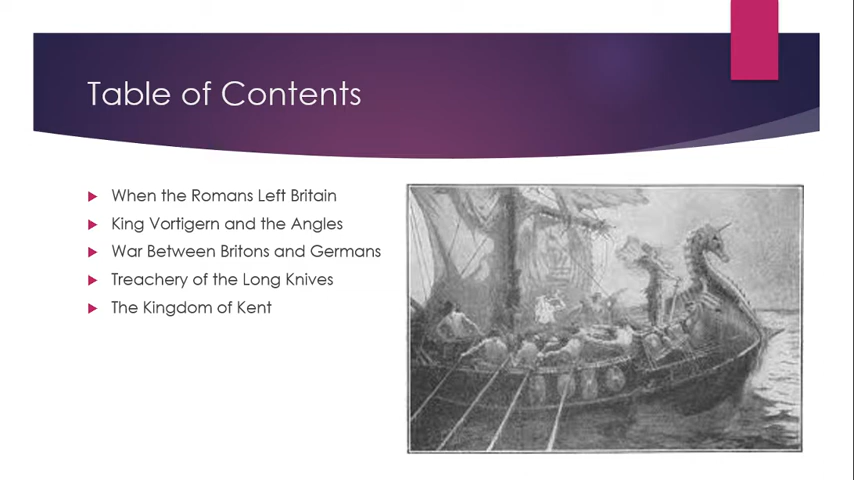 Table of Contents
When the Romans Left Britain
King Vortigern and the Angles
War Between Britons and Germans
Treachery of the Long Knives
The Kingdom of Kent